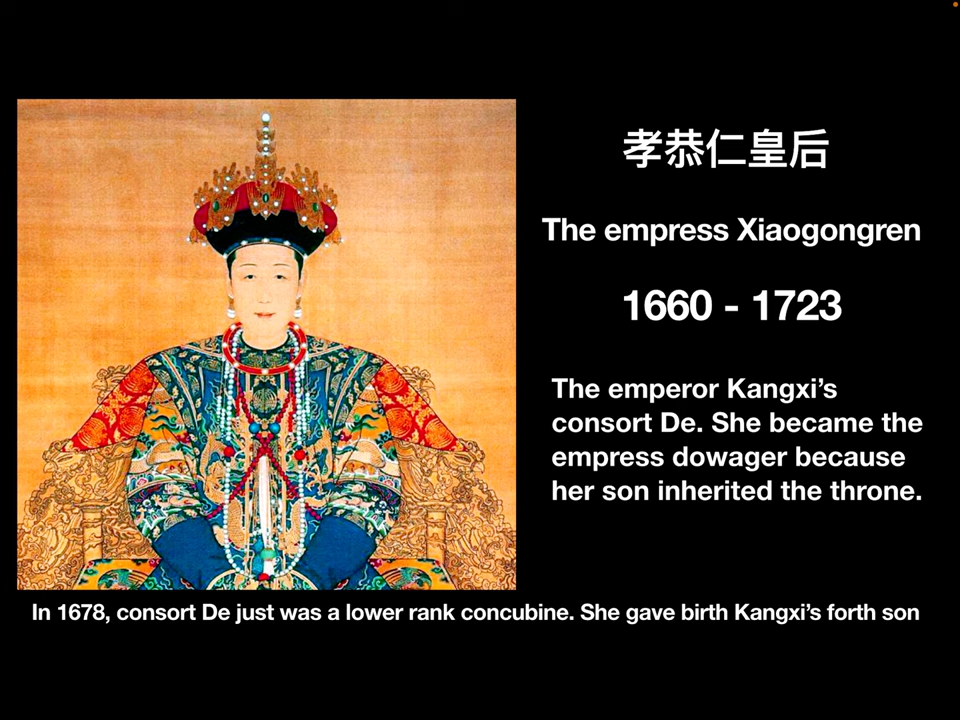 孝恭仁皇后
The empress Xiaogongren
1660 - 1723
The emperor Kangxi’s
consort De. She became the
empress dowager because
her son inherited the throne.
In 1678, consort De just was a lower rank concubine. She gave birth Kangxi’s forth son